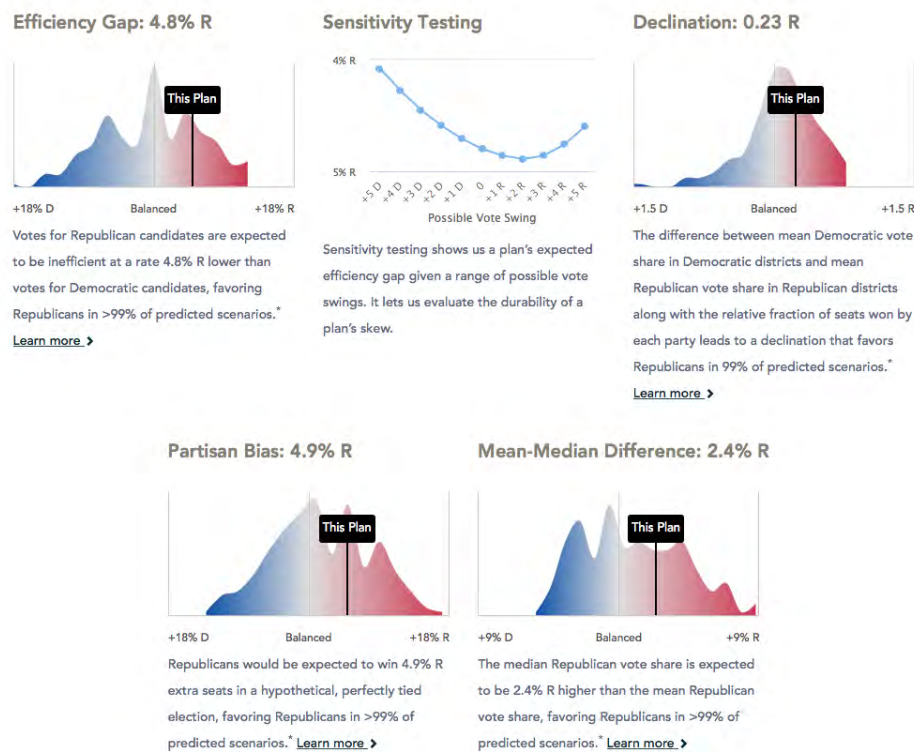 Efficiency Gap: 4.8% R
This Plan
+18% D Balanced +18% R
Votes for Republican candidates are expected
to be inefficient at a rate 4.8% R lower than
votes for Democratic candidates, favoring
Republicans in >99% of predicted scenarios.*
Learn more >
Sensitivity Testing
4% R
5% R
+5 D +4 D +3 D +2 D +1 D 0 +1 R +2 R +3 R +4 R +5 R
Possible Vote Swing
Sensitivity testing shows us a plan's expected
efficiency gap given a range of possible vote
swings. It lets us evaluate the durability of a
plan's skew.
Declination: 0.23 R
This Plan
+1.5 D Balanced +1.5 R
The difference between mean Democratic vote
share in Democratic districts and mean
Republican vote share in Republican districts
along with the relative fraction of seats won by
each party leads to a declination that favors
Republicans in 99% of predicted scenarios.*
Learn more >
Partisan Bias: 4.9% R
This Plan
+18% D Balanced +18% R
Republicans would be expected to win 4.9% R
extra seats in a hypothetical, perfectly tied
election, favoring Republicans in >99% of
predicted scenarios.* Learn more >
Mean-Median Difference: 2.4% R
This Plan
+9% D Balanced +9% R
The median Republican vote share is expected
to be 2.4% R higher than the mean Republican
vote share, favoring Republicans in >99% of
predicted scenarios.* Learn more >